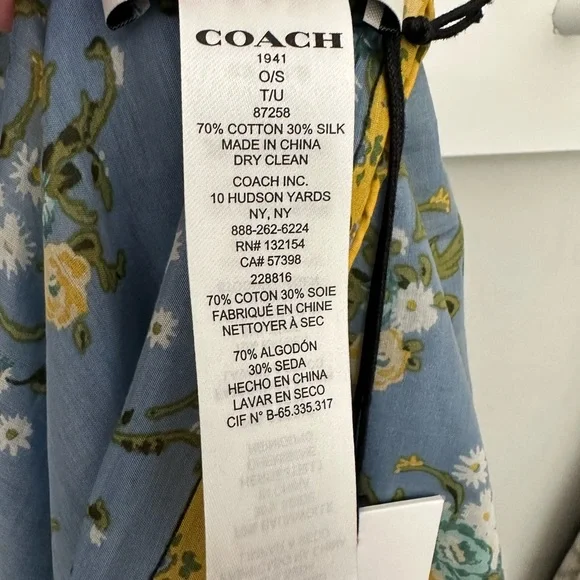 COACH
1941
O/S
T/U
87258
70% COTTON 30% SILK
MADE IN CHINA
DRY CLEAN
COACH INC.
10 HUDSON YARDS
NY, NY
888-262-6224
RN# 132154
CA# 57398
228816
70% COTON 30% SOIE
FABRIQUÉ EN CHINE
NETTOYER À SEC
70% ALGODÓN
30% SEDA
HECHO EN CHINA
LAVAR EN SECO
CIF N° B-65.335.317